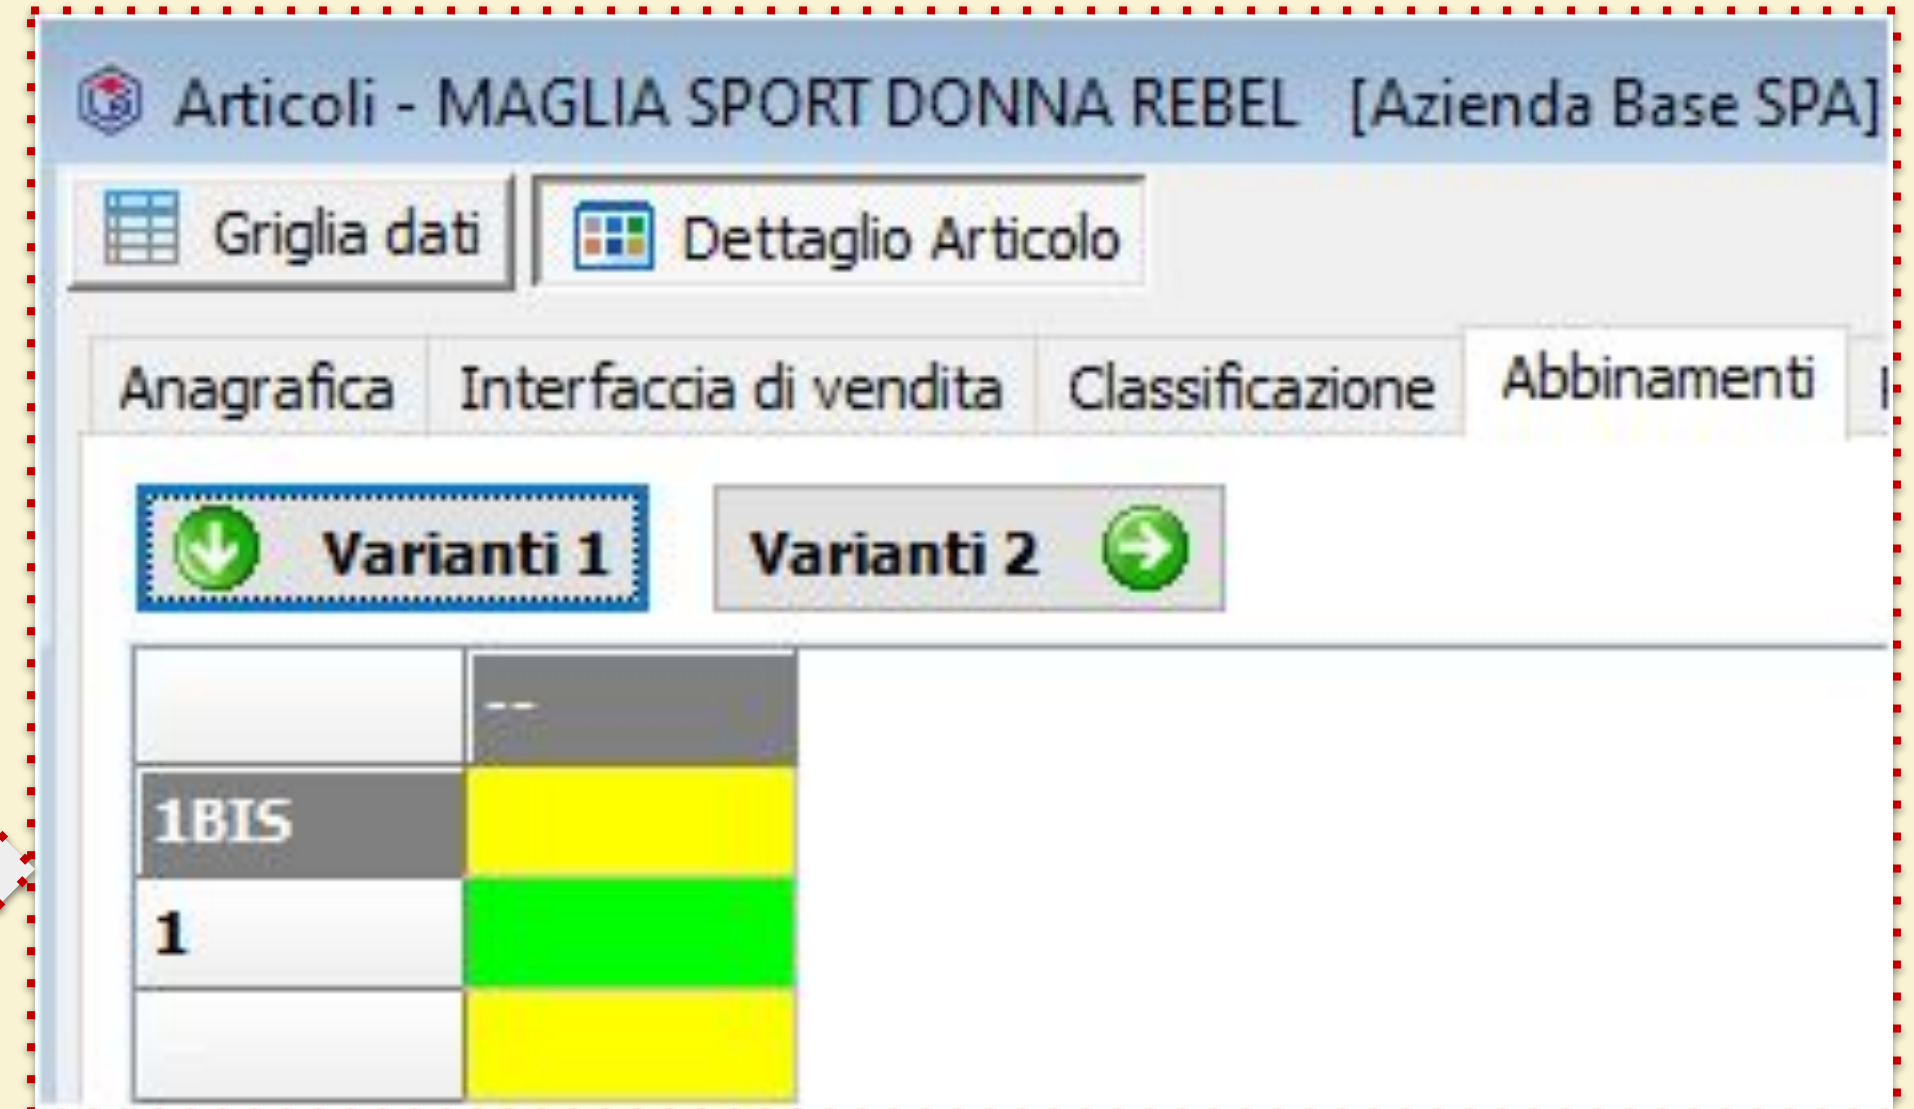 Articoli - MAGLIA SPORT DONNA REBEL [Azienda Base SPA]
Griglia dati Dettaglio Articolo
Anagrafica Interfaccia di vendita Classificazione Abbinamenti
Varianti 1 Varianti 2
--
1BIS
1